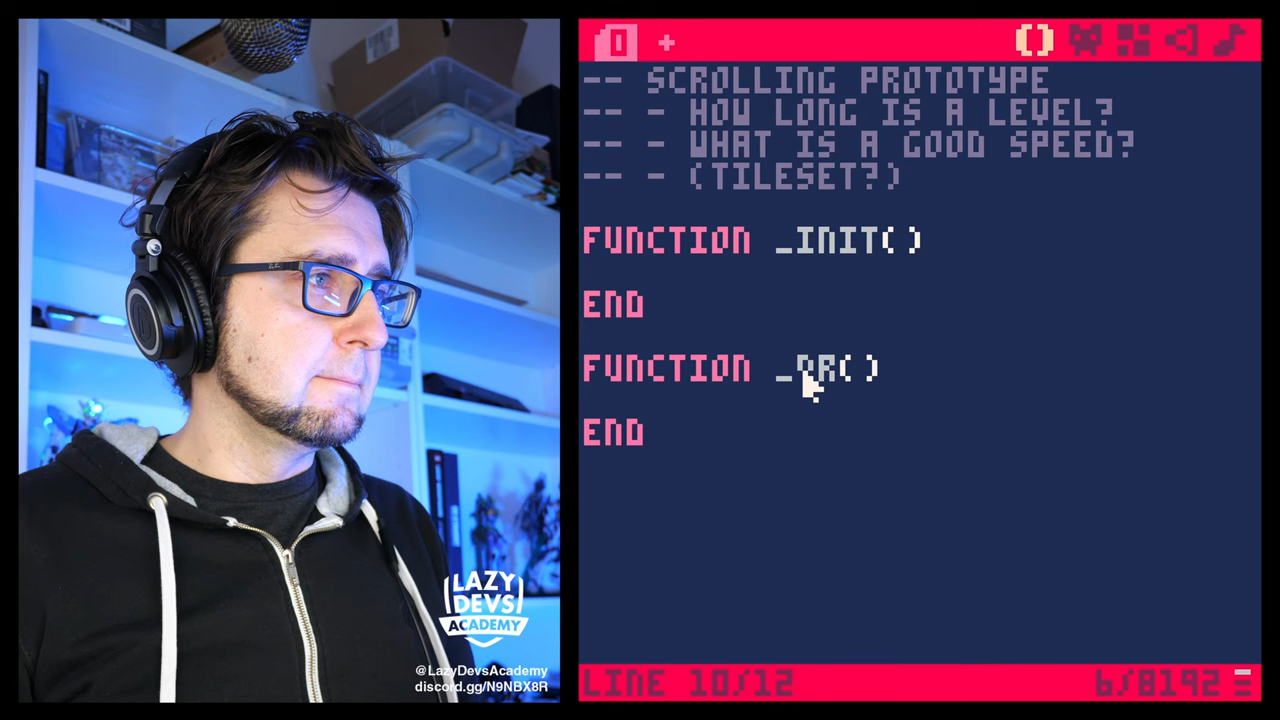 -- SCROLLING PROTOTYPE
-- - HOW LONG IS A LEVEL?
-- - WHAT IS A GOOD SPEED?
-- - (TILESET?)
FUNCTION _INIT()
END
FUNCTION _DR()
END
LINE 10/12
6/8192
LAZY
DEVS
ACADEMY
@LazyDevsAcademy
discord.gg/N9NBX8R